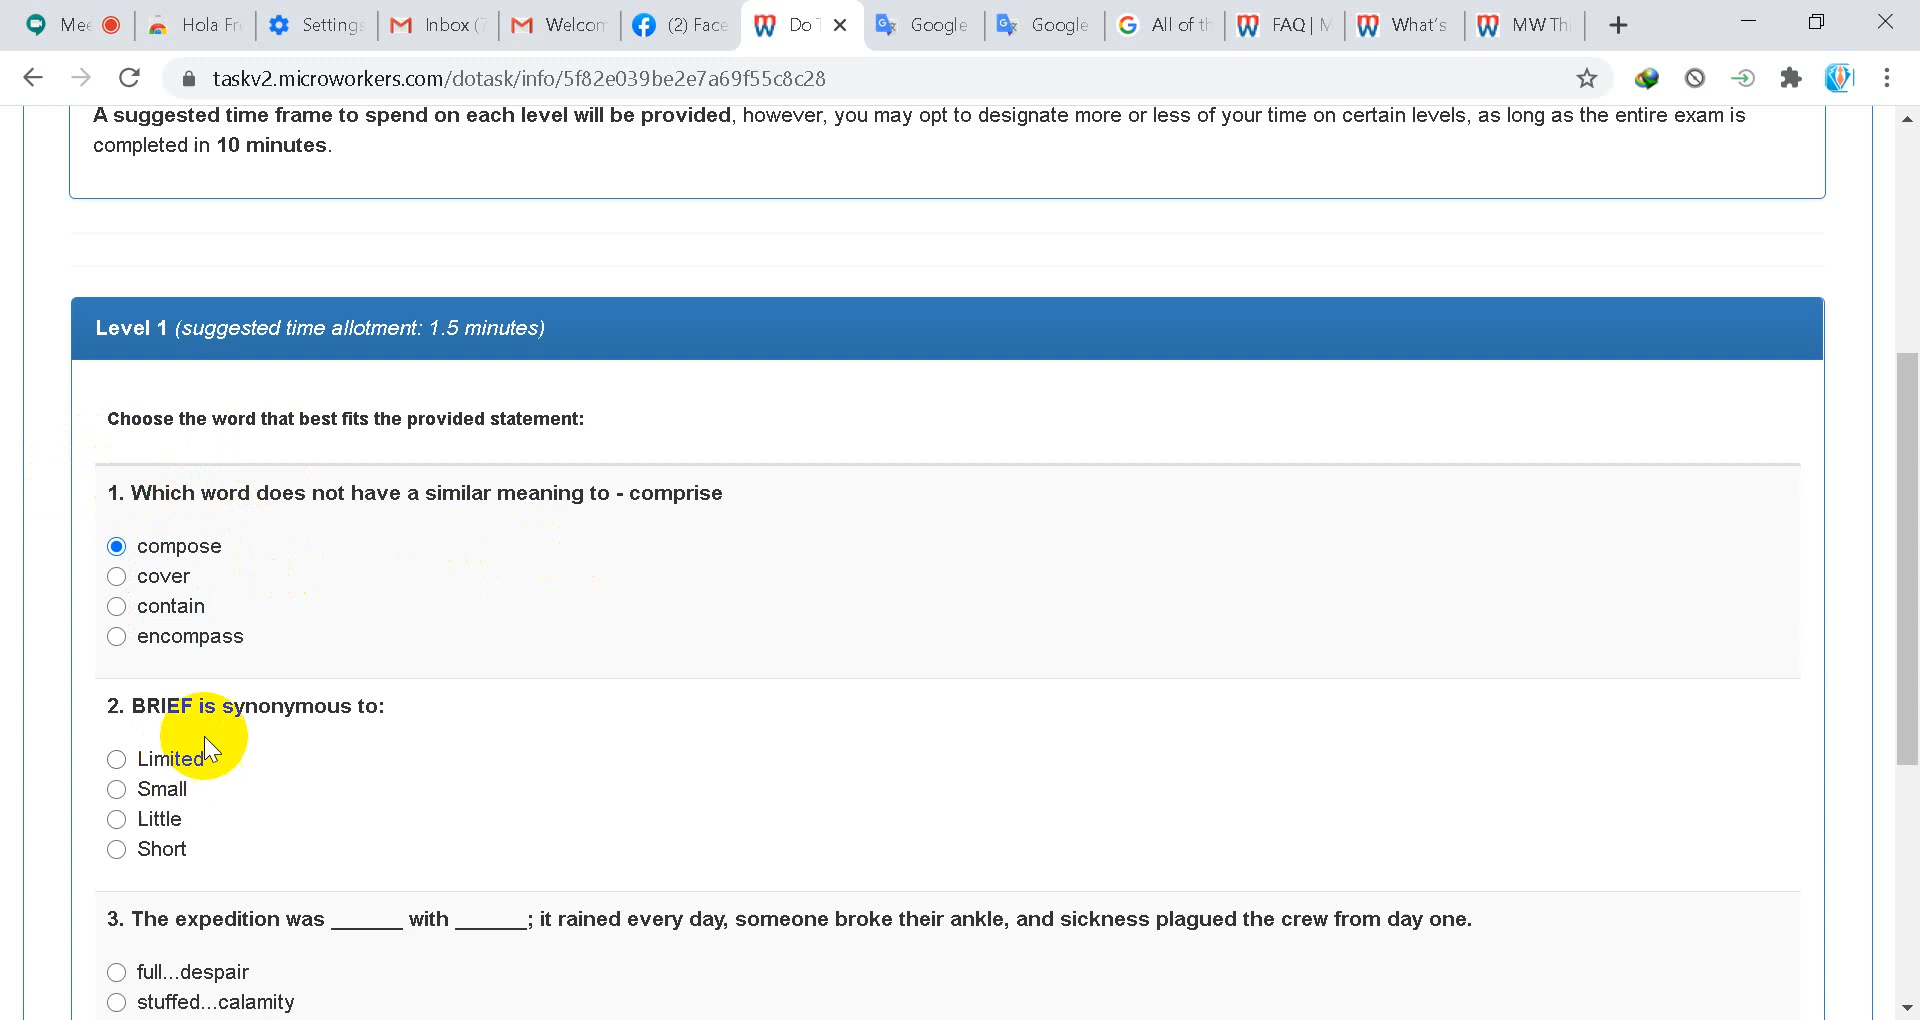 Mee
Hola Fr
Settings
Inbox (7
Welcom
(2) Face
Do T
Google
Google
All of th
FAQ | M
What's
MW Th
taskv2.microworkers.com/dotask/info/5f82e039be2e7a69f55c8c28
A suggested time frame to spend on each level will be provided, however, you may opt to designate more or less of your time on certain levels, as long as the entire exam is
completed in 10 minutes.
Level 1 (suggested time allotment: 1.5 minutes)
Choose the word that best fits the provided statement:
1. Which word does not have a similar meaning to - comprise
compose
cover
contain
encompass
2. BRIEF is synonymous to:
Limited
Small
Little
Short
3. The expedition was ______ with ______; it rained every day, someone broke their ankle, and sickness plagued the crew from day one.
full...despair
stuffed...calamity